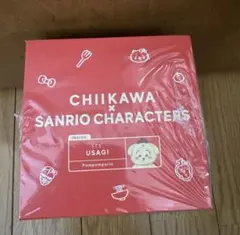 CHIIKAWA
×
SANRIO CHARACTERS
USAGI
Pompompurin